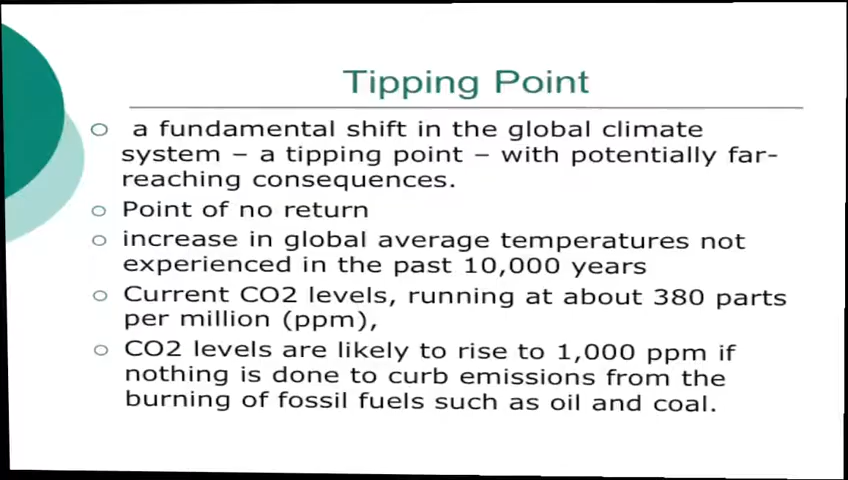 Tipping Point
a fundamental shift in the global climate
system – a tipping point – with potentially far-
reaching consequences.
Point of no return
increase in global average temperatures not
experienced in the past 10,000 years
Current CO2 levels, running at about 380 parts
per million (ppm),
CO2 levels are likely to rise to 1,000 ppm if
nothing is done to curb emissions from the
burning of fossil fuels such as oil and coal.